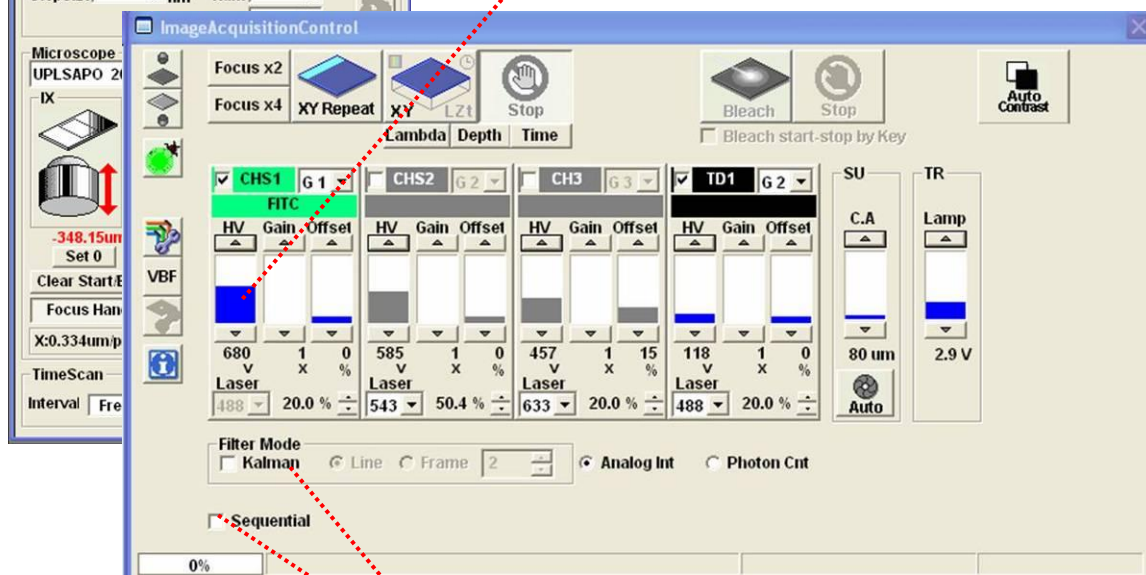 ImageAcquisitionControl
Microscope
UPLSAPO 20
IX
-348.15um
Set 0
Clear Start/E
Focus Han
X:0.334um/p
TimeScan
Interval Fre
Focus x2
Focus x4
XY Repeat
XY
LZt
Stop
Lambda Depth Time
Bleach
Stop
Bleach start-stop by Key
Auto
Contrast
VBF
CHS1 G 1
FITC
HV Gain Offset
680 1 0
V X %
Laser
488 20.0 %
CHS2 G 2
HV Gain Offset
585 1 0
V X %
Laser
543 50.4 %
CH3 G 3
HV Gain Offset
457 1 15
V X %
Laser
633 20.0 %
TD1 G 2
HV Gain Offset
118 1 0
V X %
Laser
488 20.0 %
SU
C.A
80 um
Auto
TR
Lamp
2.9 V
Filter Mode
Kalman Line Frame 2
Analog Int Photon Cnt
Sequential
0%